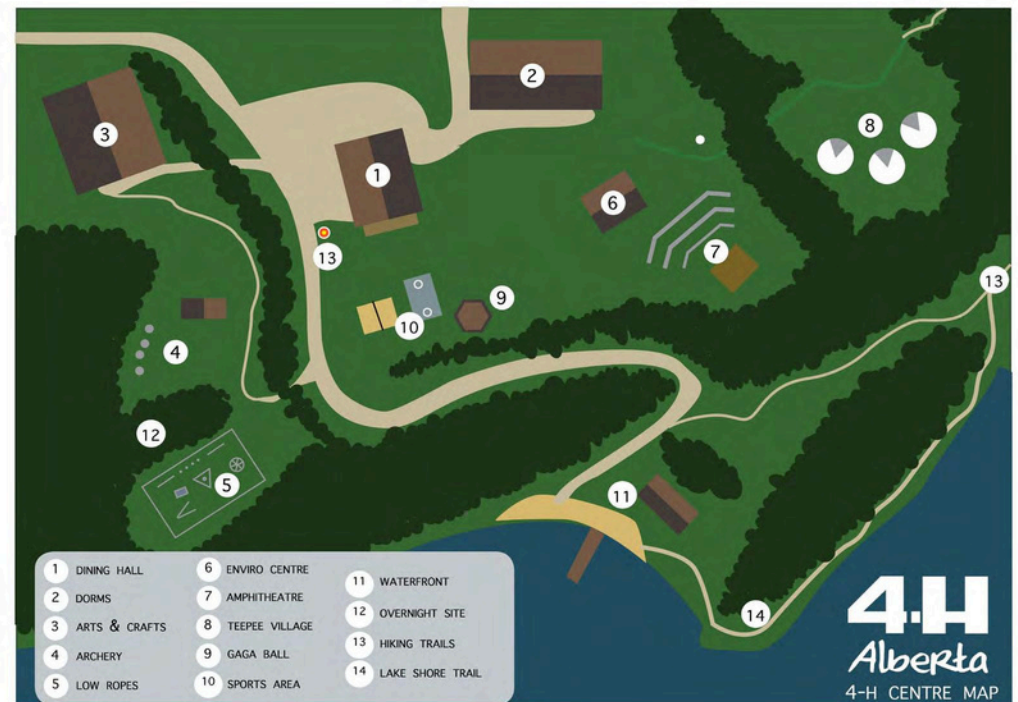 2
3
8
1
6
7
13
13
9
10
4
12
5
11
14
1 DINING HALL
2 DORMS
3 ARTS & CRAFTS
4 ARCHERY
5 LOW ROPES
6 ENVIRO CENTRE
7 AMPHITHEATRE
8 TEEPEE VILLAGE
9 GAGA BALL
10 SPORTS AREA
11 WATERFRONT
12 OVERNIGHT SITE
13 HIKING TRAILS
14 LAKE SHORE TRAIL
4-H
Alberta
4-H CENTRE MAP